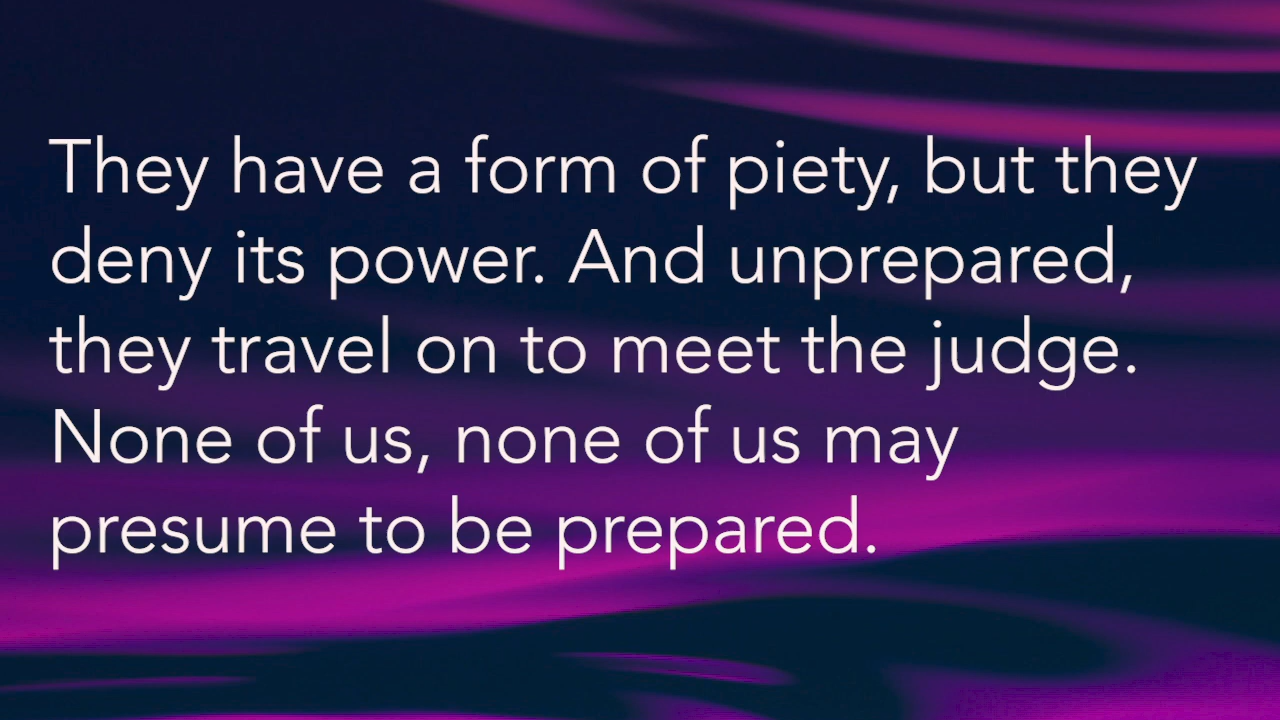 They have a form of piety, but they
deny its power. And unprepared,
they travel on to meet the judge.
None of us, none of us may
presume to be prepared.